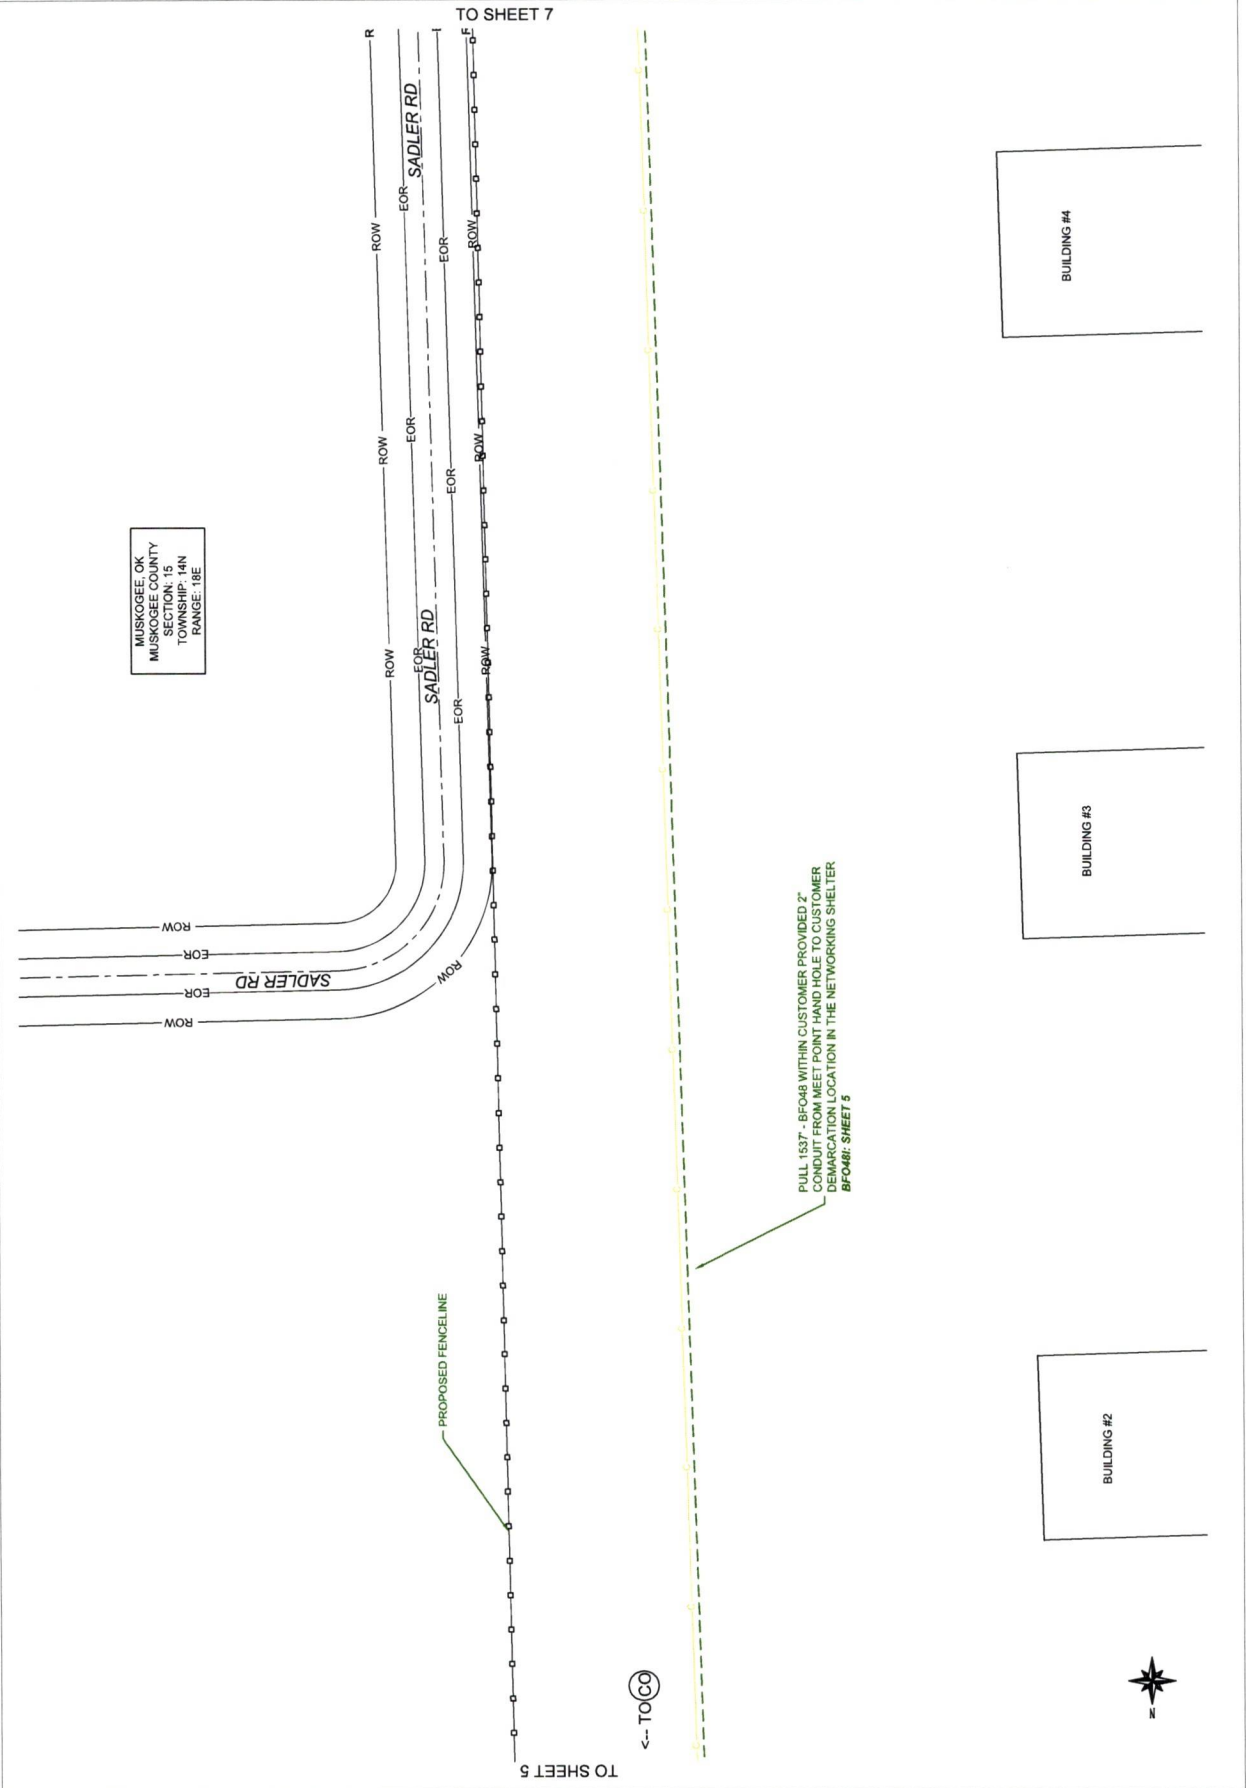 TO SHEET 7
R
I
F
SADLER RD
ROW
EOR
EOR
ROW
BUILDING #4
ROW
EOR
EOR
ROW
MUSKOGEE, OK
MUSKOGEE COUNTY
SECTION: 15
TOWNSHIP: 14N
RANGE: 18E
ROW
EOR
SADLER RD
EOR
ROW
BUILDING #3
ROW
EOR
SADLER RD
EOR
ROW
ROW
PULL 1537' - BFO48 WITHIN CUSTOMER PROVIDED 2"
CONDUIT FROM MEET POINT HAND HOLE TO CUSTOMER
DEMARCATION LOCATION IN THE NETWORKING SHELTER
BFO48I: SHEET 5
PROPOSED FENCELINE
BUILDING #2
<-- TO CO
N
TO SHEET 5
C
C
C
C
C
C
C
C
C
C
C
C
C